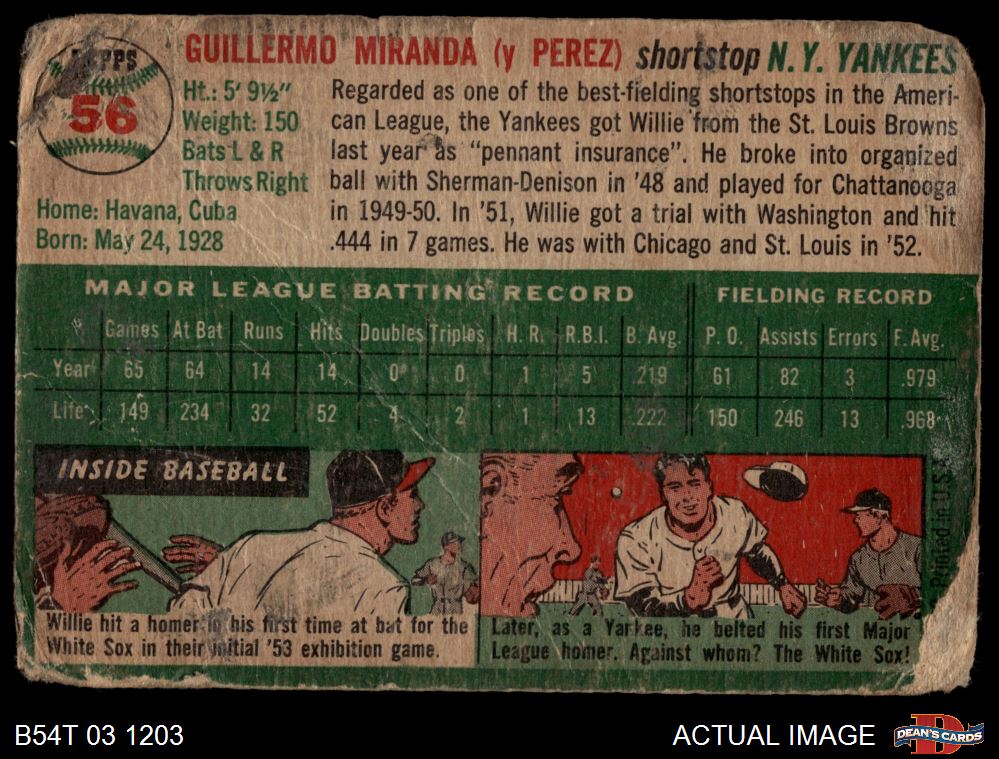 TOPPS
56
GUILLERMO MIRANDA (y PEREZ) shortstop N.Y. YANKEES
Ht.: 5' 9½"
Weight: 150
Bats L & R
Throws Right
Home: Havana, Cuba
Born: May 24, 1928
Regarded as one of the best-fielding shortstops in the Ameri-
can League, the Yankees got Willie from the St. Louis Browns
last year as "pennant insurance". He broke into organized
ball with Sherman-Denison in '48 and played for Chattanooga
in 1949-50. In '51, Willie got a trial with Washington and hit
.444 in 7 games. He was with Chicago and St. Louis in '52.
MAJOR LEAGUE BATTING RECORD FIELDING RECORD
Games At Bat Runs Hits Doubles Triples H. R. R.B.I. B. Avg. P. O. Assists Errors F. Avg.
Year 65 64 14 14 0 0 1 5 .219 61 82 3 .979
Life 149 234 32 52 4 2 1 13 .222 150 246 13 .968
INSIDE BASEBALL
Willie hit a homer his first time at bat for the
White Sox in their initial '53 exhibition game.
Later, as a Yankee, he belted his first Major
League homer. Against whom? The White Sox!
Printed in U.S.
B54T 03 1203
ACTUAL IMAGE
DEAN'S CARDS